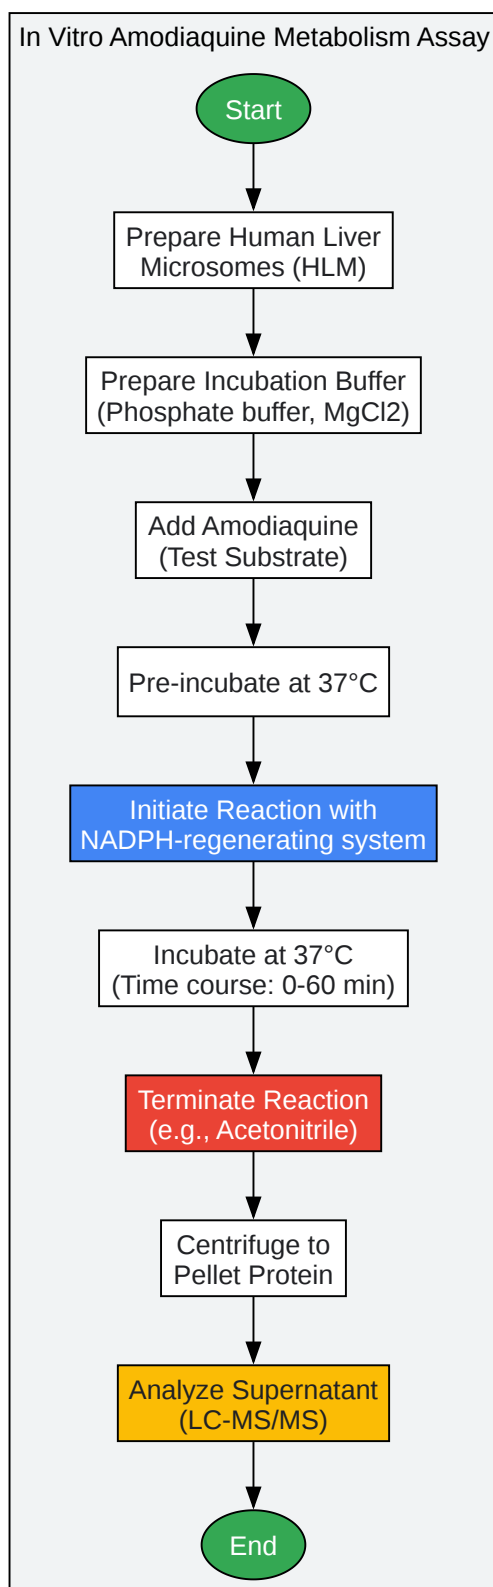 In Vitro Amodiaquine Metabolism Assay
Start
Prepare Human Liver
Microsomes (HLM)
Prepare Incubation Buffer
(Phosphate buffer, MgCl2)
Add Amodiaquine
(Test Substrate)
Pre-incubate at 37°C
Initiate Reaction with
NADPH-regenerating system
Incubate at 37°C
(Time course: 0-60 min)
Terminate Reaction
(e.g., Acetonitrile)
Centrifuge to
Pellet Protein
Analyze Supernatant
(LC-MS/MS)
End